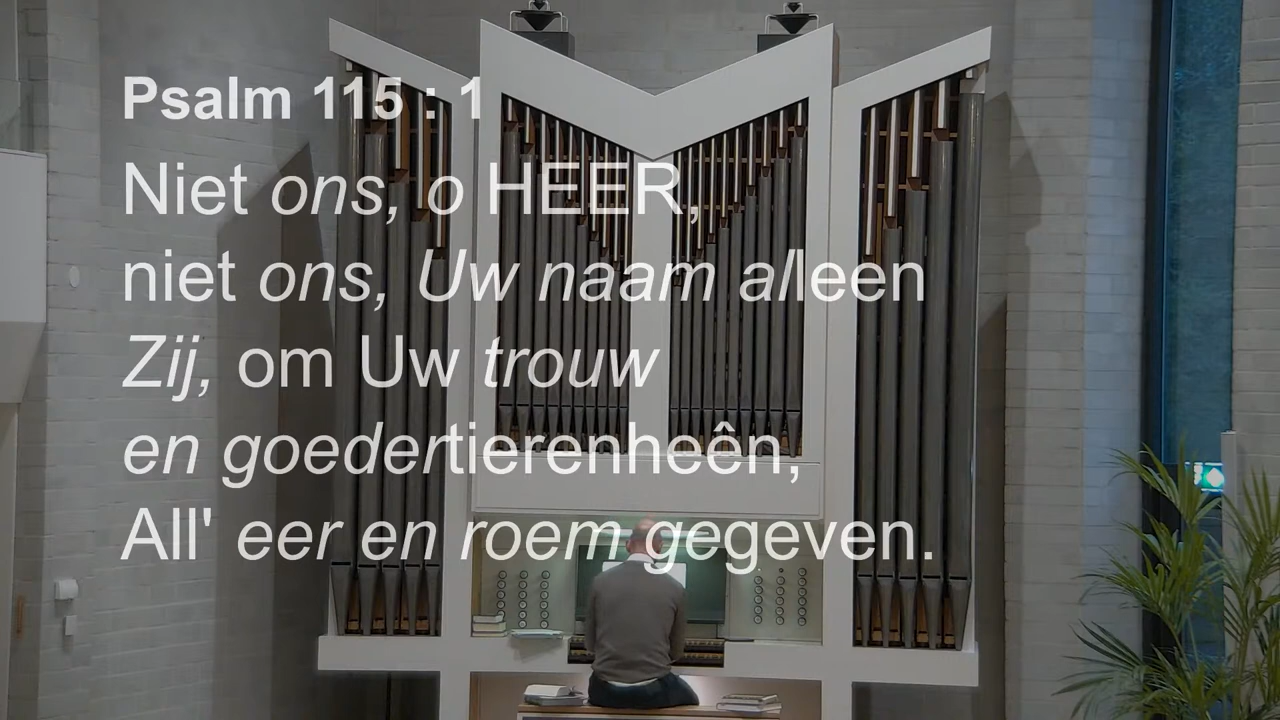 Psalm 115 : 1
Niet ons, o HEER,
niet ons, Uw naam alleen
Zij, om Uw trouw
en goedertierenheên,
All' eer en roem gegeven.